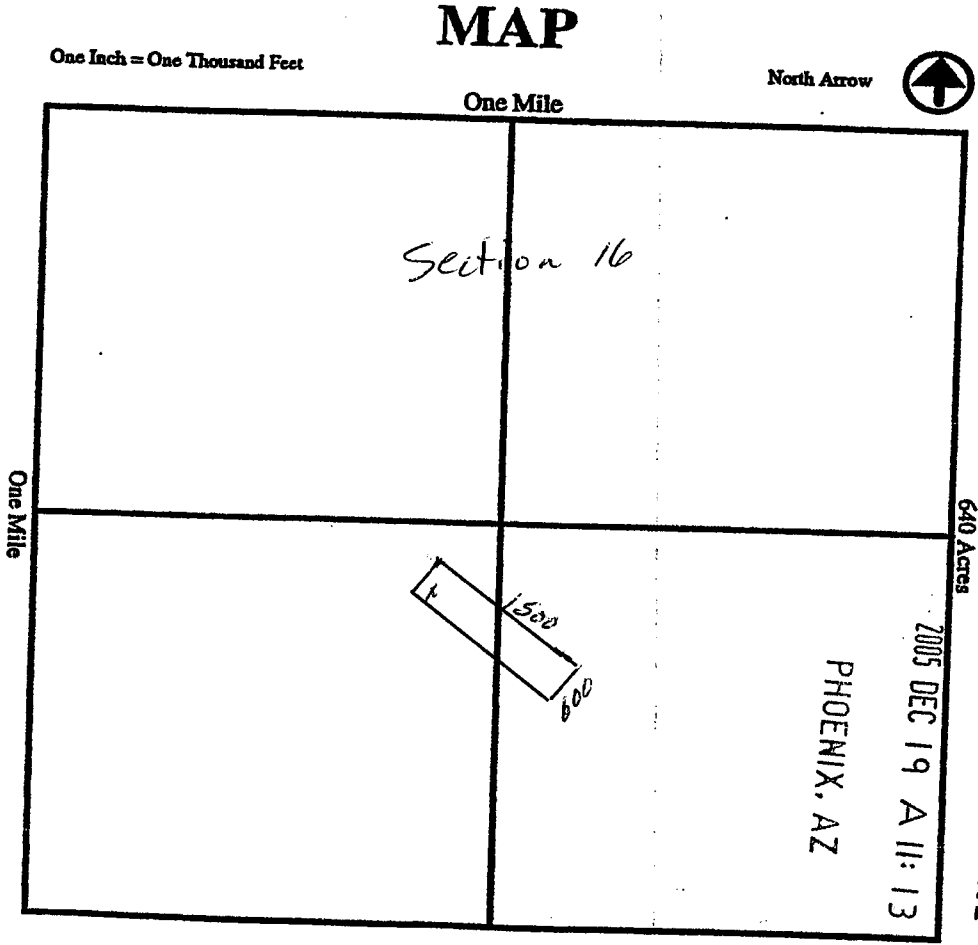 MAP
One Inch = One Thousand Feet
North Arrow
One Mile
Section 16
One Mile
640 Acres
1500
600
2005 DEC 19 A 11: 13
PHOENIX, AZ